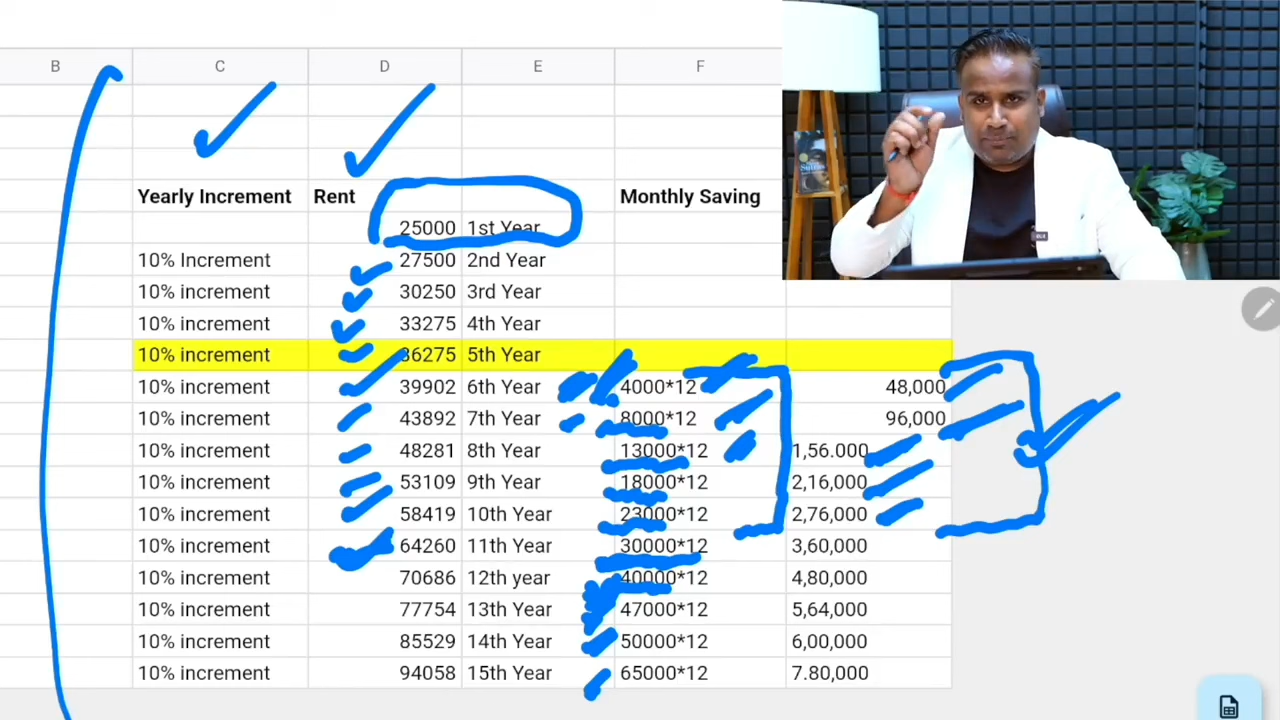 B C D E F
Yearly Increment Rent Monthly Saving
25000 1st Year
10% Increment 27500 2nd Year
10% increment 30250 3rd Year
10% increment 33275 4th Year
10% increment 36275 5th Year
10% increment 39902 6th Year 4000*12 48,000
10% increment 43892 7th Year 8000*12 96,000
10% increment 48281 8th Year 13000*12 1,56.000
10% increment 53109 9th Year 18000*12 2,16,000
10% increment 58419 10th Year 23000*12 2,76,000
10% increment 64260 11th Year 30000*12 3,60,000
10% increment 70686 12th year 40000*12 4,80,000
10% increment 77754 13th Year 47000*12 5,64,000
10% increment 85529 14th Year 50000*12 6,00,000
10% increment 94058 15th Year 65000*12 7.80,000